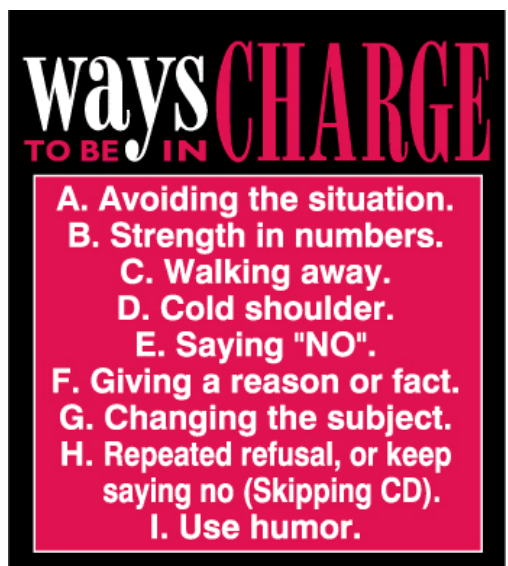 ways CHARGE
TO BE IN
A. Avoiding the situation.
B. Strength in numbers.
C. Walking away.
D. Cold shoulder.
E. Saying "NO".
F. Giving a reason or fact.
G. Changing the subject.
H. Repeated refusal, or keep
saying no (Skipping CD).
I. Use humor.